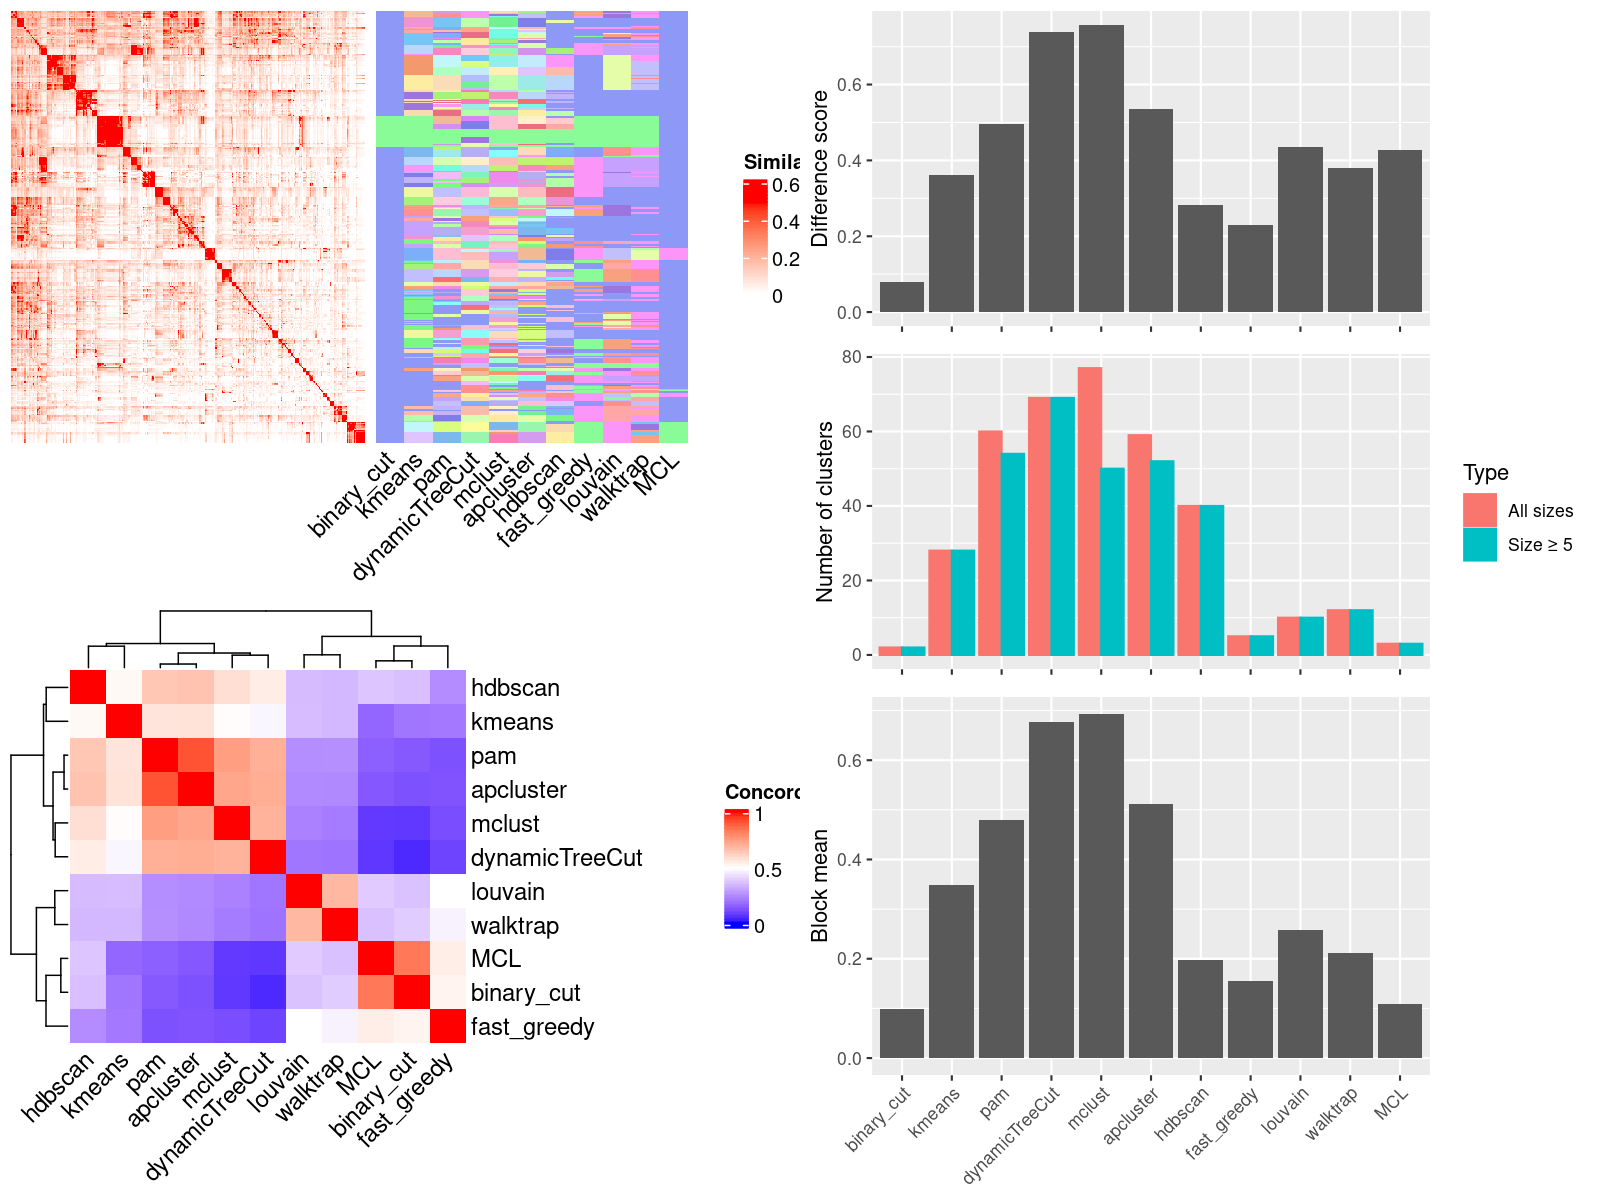 Simila
0.6
0.4
0.2
0
binary_cut
kmeans
pam
dynamicTreeCut
mclust
apcluster
hdbscan
fast_greedy
louvain
walktrap
MCL
hdbscan
kmeans
pam
apcluster
mclust
dynamicTreeCut
louvain
walktrap
MCL
binary_cut
fast_greedy
hdbscan
kmeans
pam
apcluster
mclust
dynamicTreeCut
louvain
walktrap
MCL
binary_cut
fast_greedy
Concord
1
0.5
0
Difference score
0.6
0.4
0.2
0.0
Number of clusters
80
60
40
20
0
Type
All sizes
Size ≥ 5
Block mean
0.6
0.4
0.2
0.0
binary_cut
kmeans
pam
dynamicTreeCut
mclust
apcluster
hdbscan
fast_greedy
louvain
walktrap
MCL